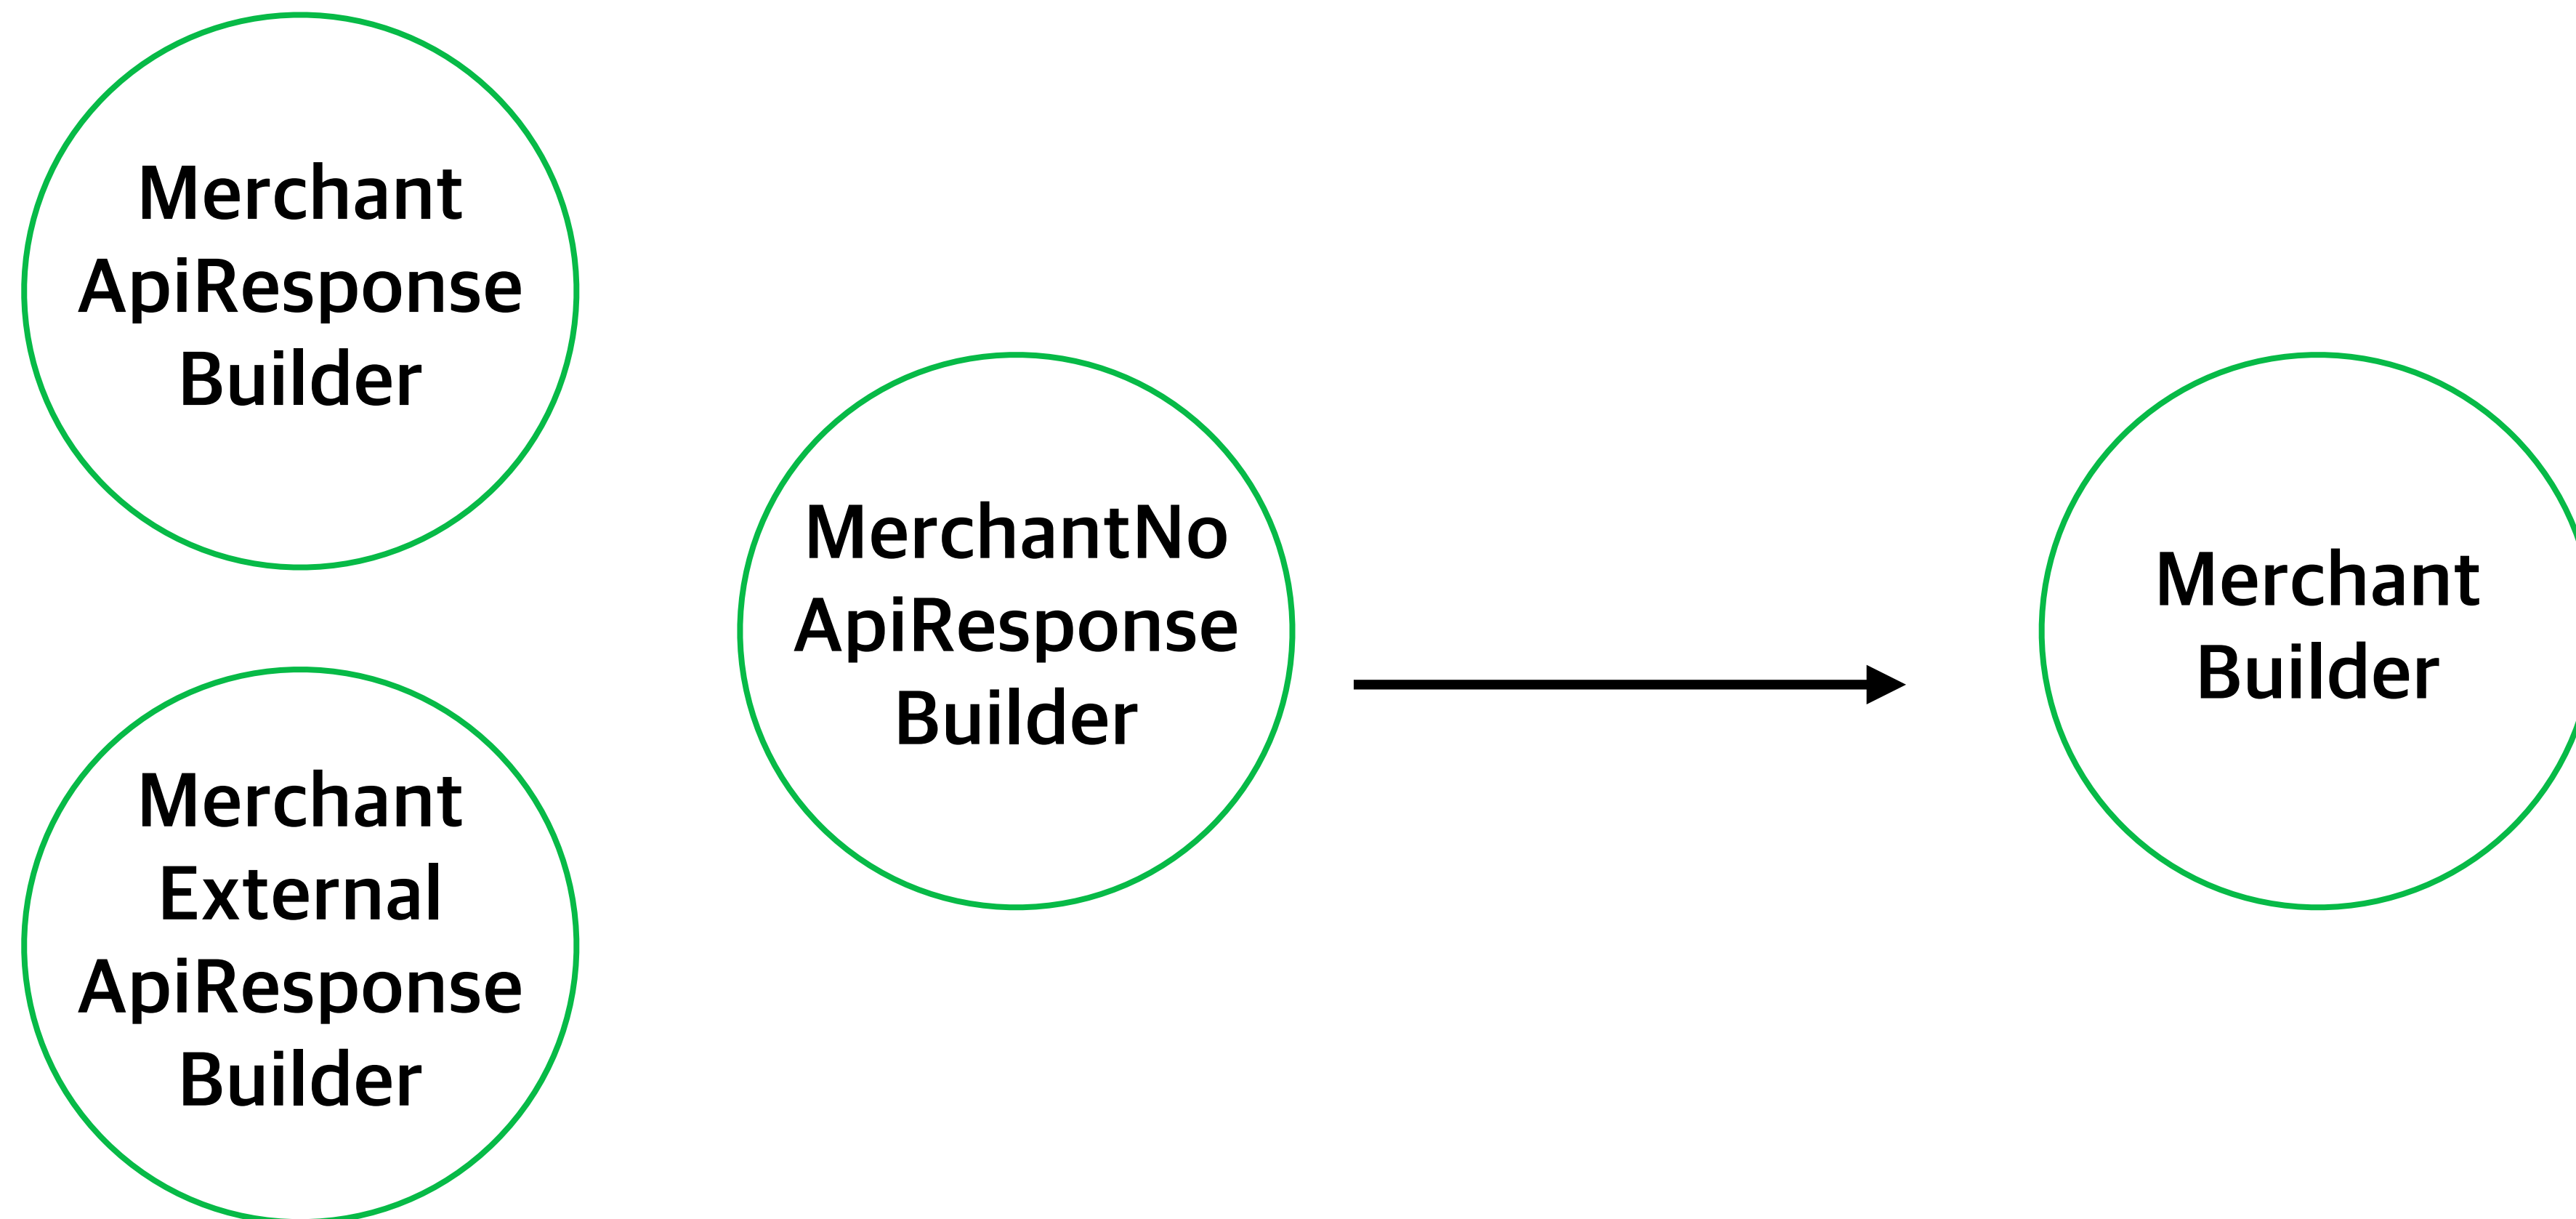 Merchant
ApiResponse
Builder
Merchant
External
ApiResponse
Builder
MerchantNo
ApiResponse
Builder
Merchant
Builder